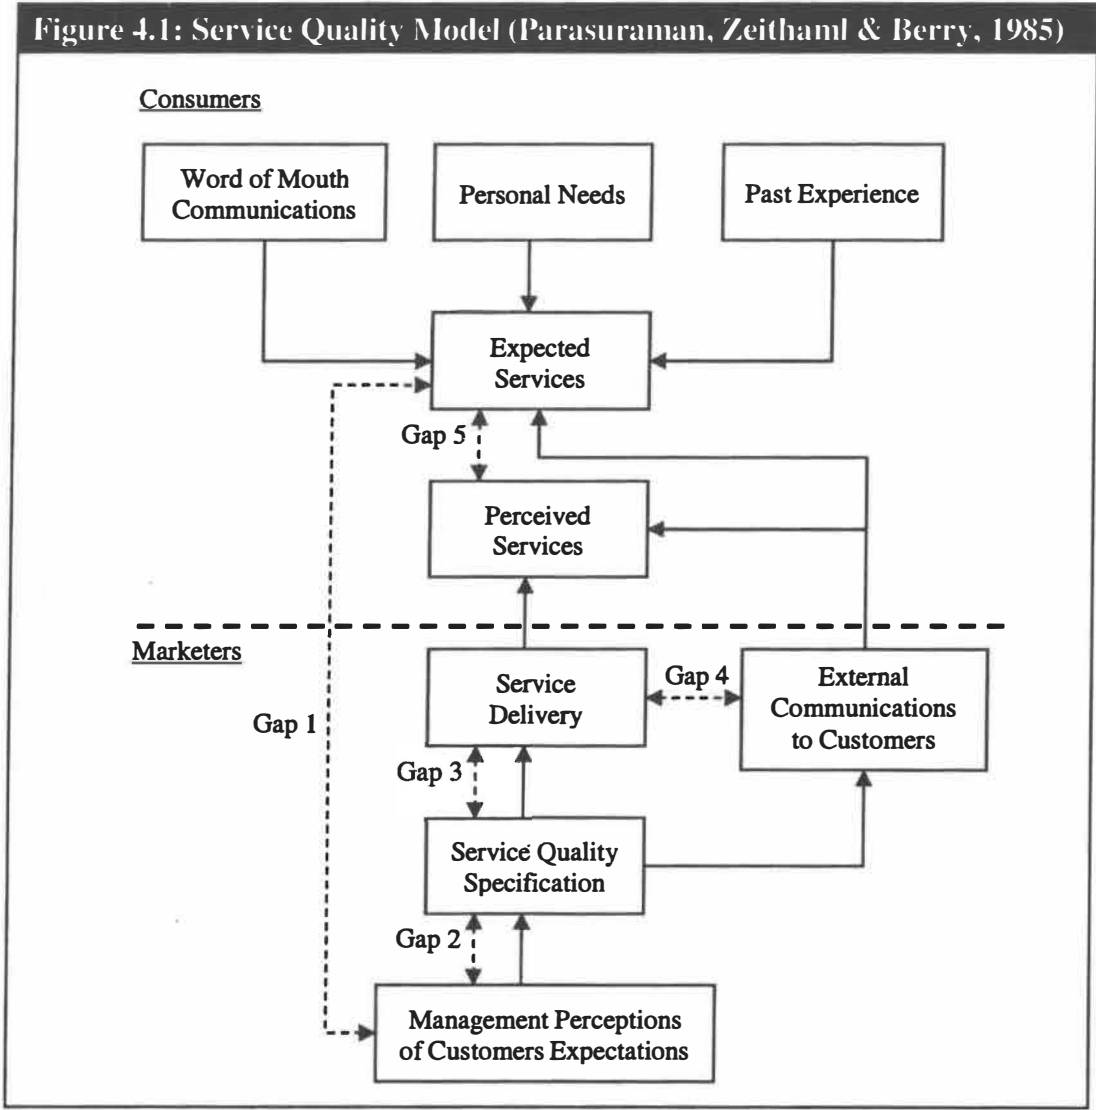 Figure 4.1: Service Quality Model (Parasuraman, Zeithaml & Berry, 1985)
Consumers
Word of Mouth
Communications
Personal Needs
Past Experience
Expected
Services
Gap 5
Perceived
Services
Marketers
Service
Delivery
Gap 4
External
Communications
to Customers
Gap 1
Gap 3
Service Quality
Specification
Gap 2
Management Perceptions
of Customers Expectations